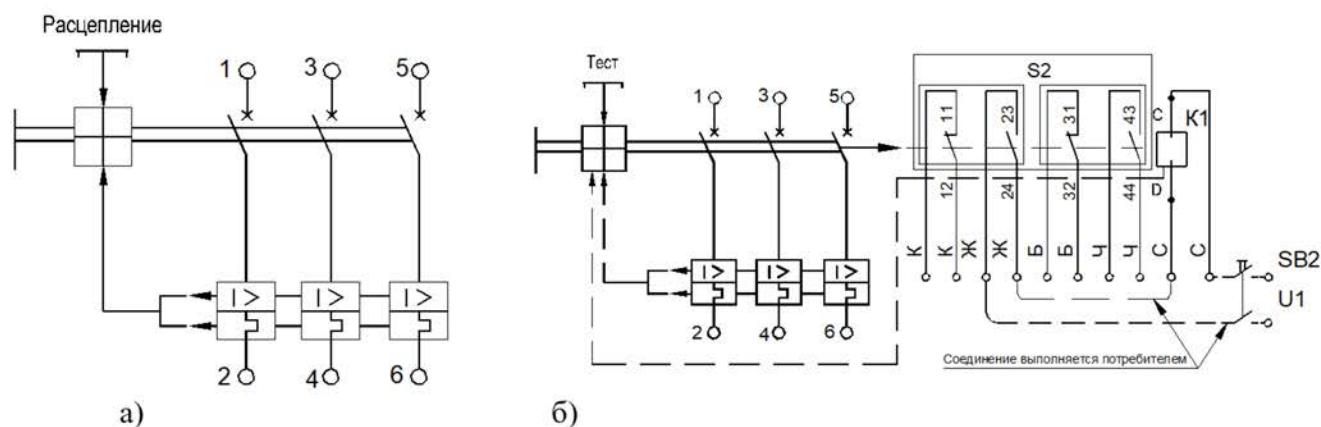 Расцепление
1 3 5
2 4 6
а)
Тест
1 3 5
S2
11 23 31 43 C К1
12 24 32 44 D
К К Ж Ж Б Б Ч Ч С С
SB2
U1
2 4 6
Соединение выполняется потребителем
б)
I > I > I >
I > I > I >